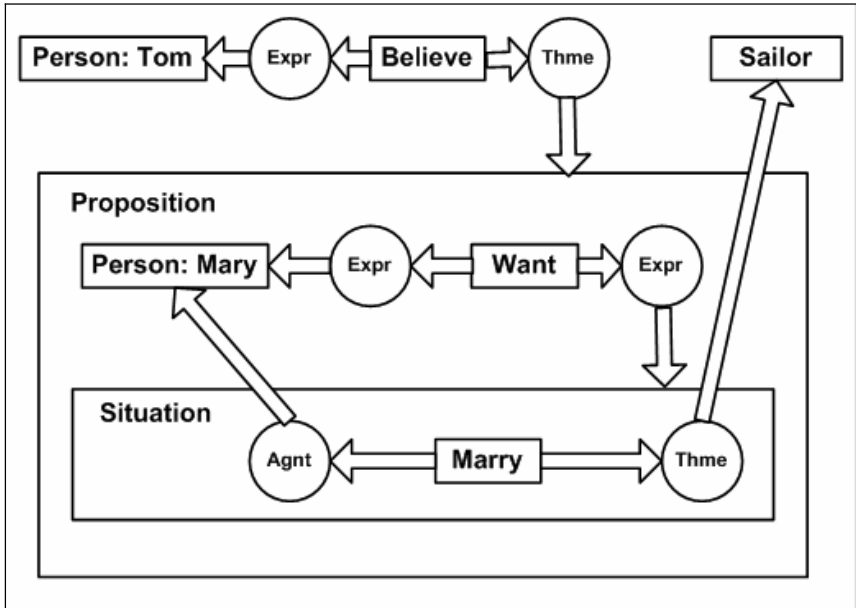 Person: Tom
Expr
Believe
Thme
Sailor
Proposition
Person: Mary
Expr
Want
Expr
Situation
Agnt
Marry
Thme